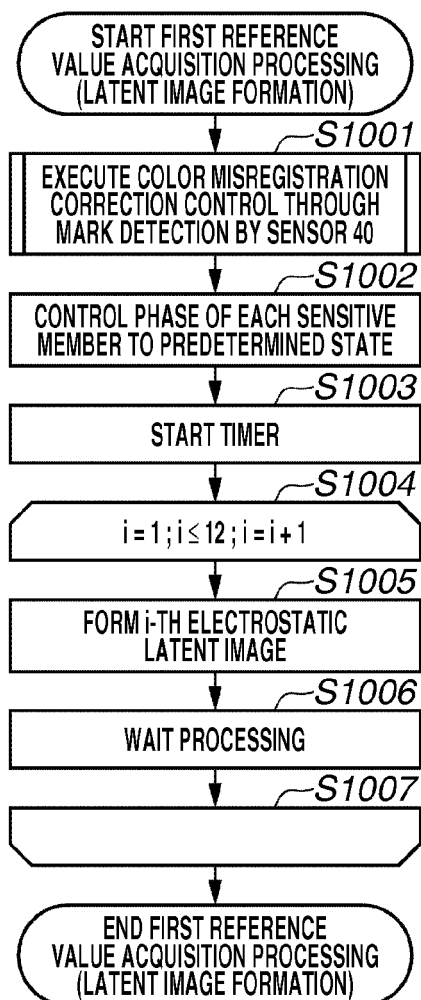 START FIRST REFERENCE
VALUE ACQUISITION PROCESSING
(LATENT IMAGE FORMATION)
S1001
EXECUTE COLOR MISREGISTRATION
CORRECTION CONTROL THROUGH
MARK DETECTION BY SENSOR 40
S1002
CONTROL PHASE OF EACH SENSITIVE
MEMBER TO PREDETERMINED STATE
S1003
START TIMER
S1004
i = 1 ; i ≤ 12 ; i = i + 1
S1005
FORM i-TH ELECTROSTATIC
LATENT IMAGE
S1006
WAIT PROCESSING
S1007
END FIRST REFERENCE
VALUE ACQUISITION PROCESSING
(LATENT IMAGE FORMATION)